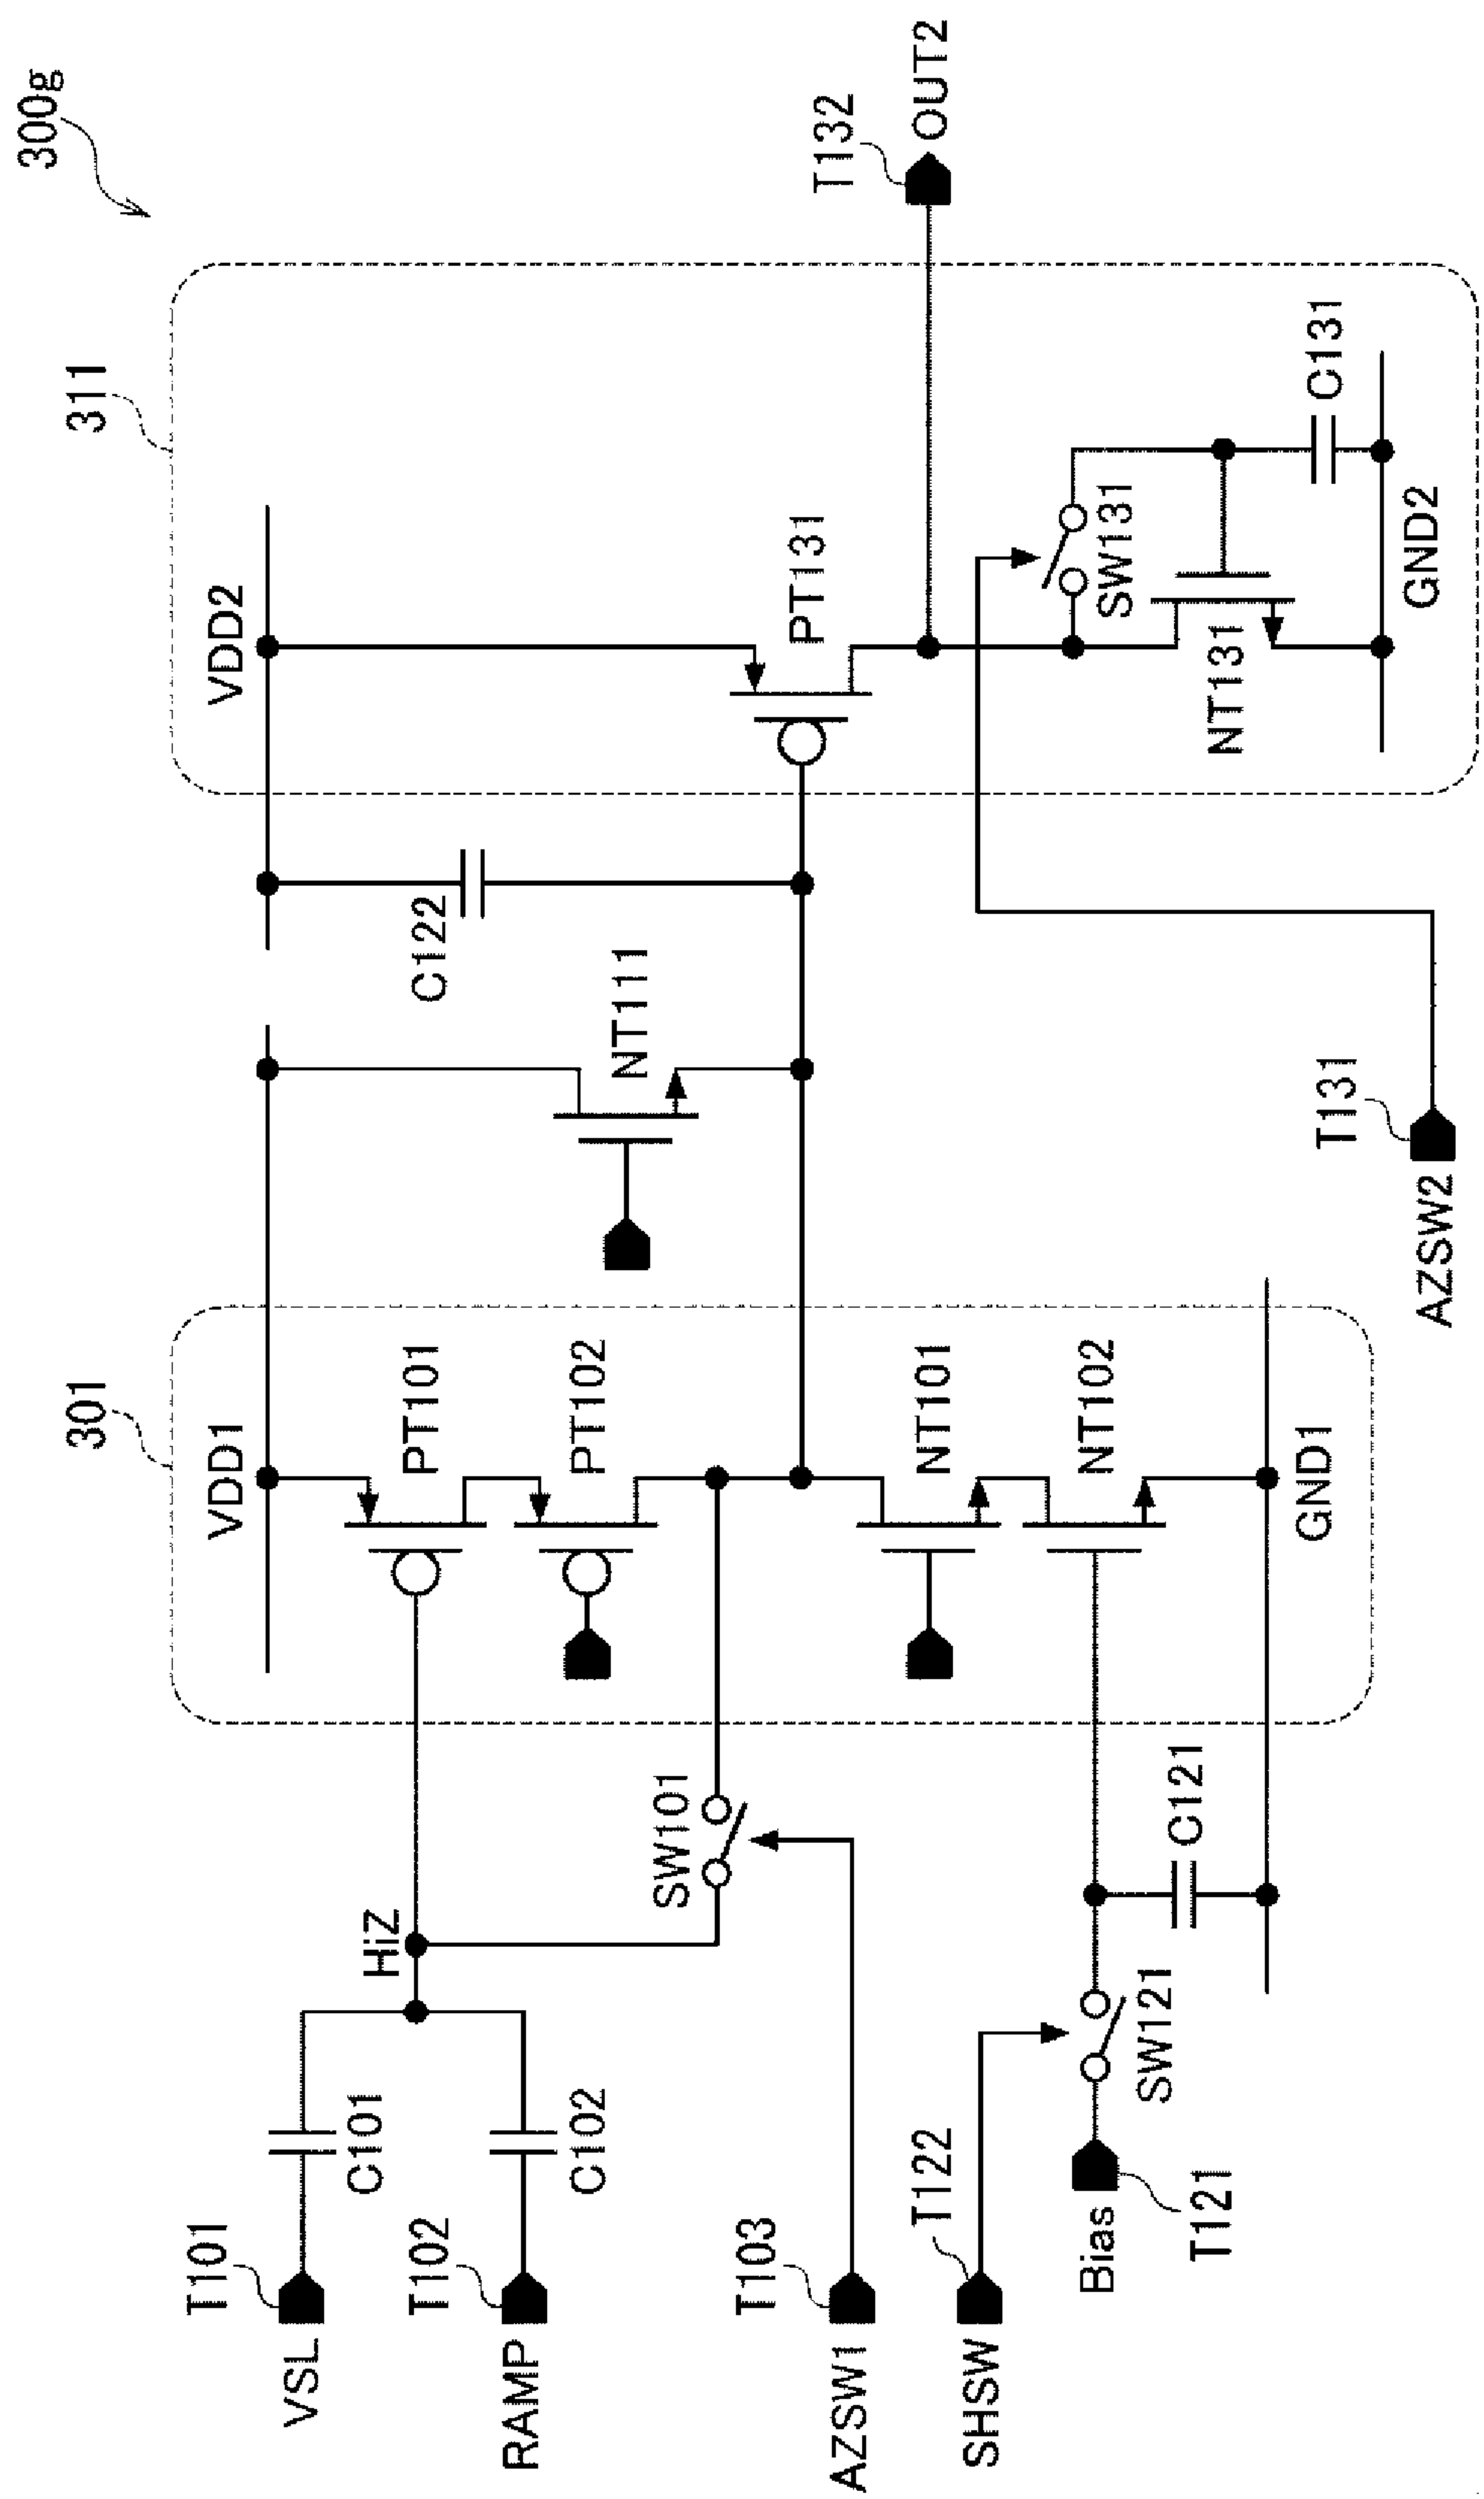 300g
301
311
VDD1
VDD2
T101
VSL
C101
HiZ
PT101
C122
T102
RAMP
C102
PT102
NT111
SW101
PT131
T132
OUT2
T103
AZSW1
NT101
T122
SHSW
NT102
SW131
Bias
T121
SW121
C121
NT131
C131
GND1
GND2
T131
AZSW2